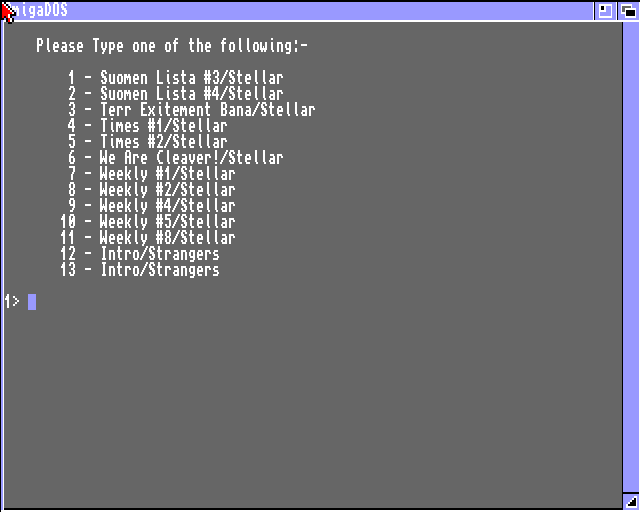 AmigaDOS
Please Type one of the following:-
1 - Suomen Lista #3/Stellar
2 - Suomen Lista #4/Stellar
3 - Terr Exitement Bana/Stellar
4 - Times #1/Stellar
5 - Times #2/Stellar
6 - We Are Cleaver!/Stellar
7 - Weekly #1/Stellar
8 - Weekly #2/Stellar
9 - Weekly #4/Stellar
10 - Weekly #5/Stellar
11 - Weekly #8/Stellar
12 - Intro/Strangers
13 - Intro/Strangers
1>